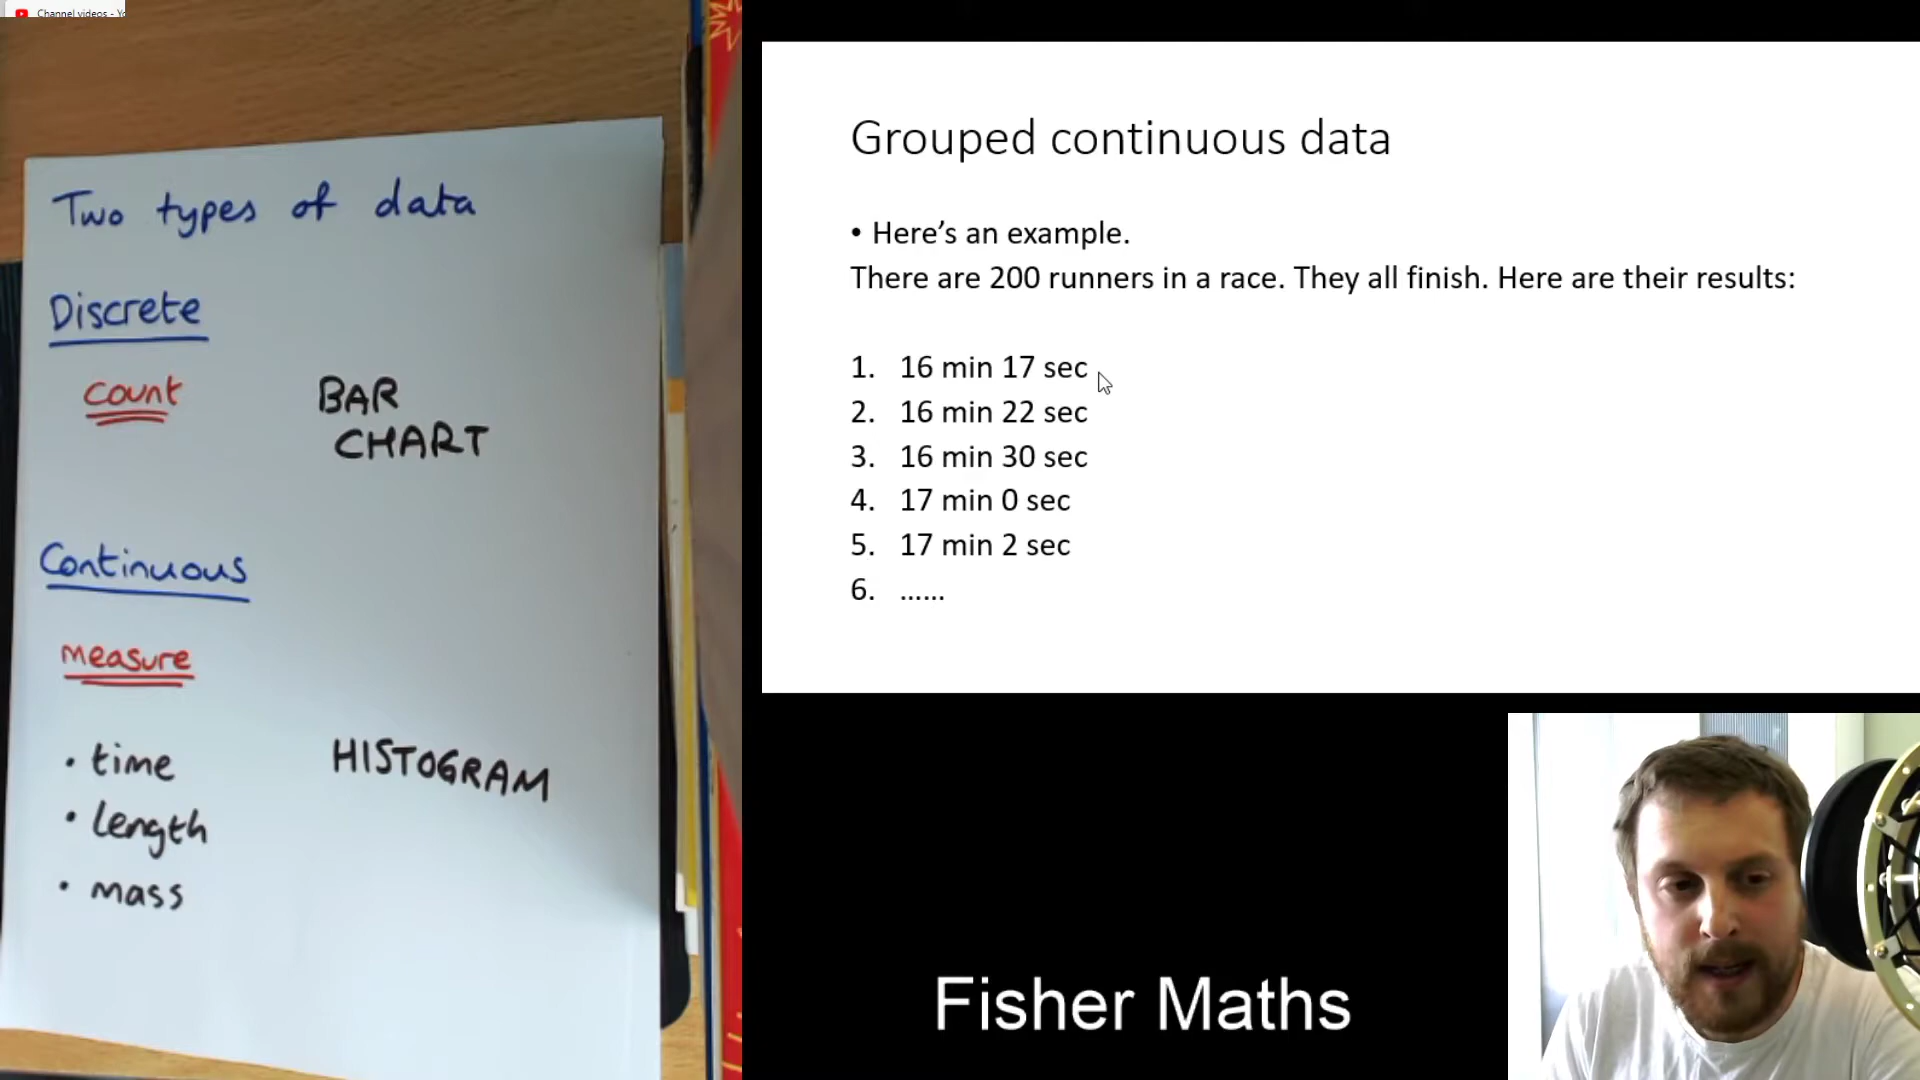 Channel videos - Yo
Two types of data
Discrete
count
BAR
CHART
Continuous
measure
• time
• length
• mass
HISTOGRAM
Grouped continuous data
• Here’s an example.
There are 200 runners in a race. They all finish. Here are their results:
1. 16 min 17 sec
2. 16 min 22 sec
3. 16 min 30 sec
4. 17 min 0 sec
5. 17 min 2 sec
6. ......
Fisher Maths